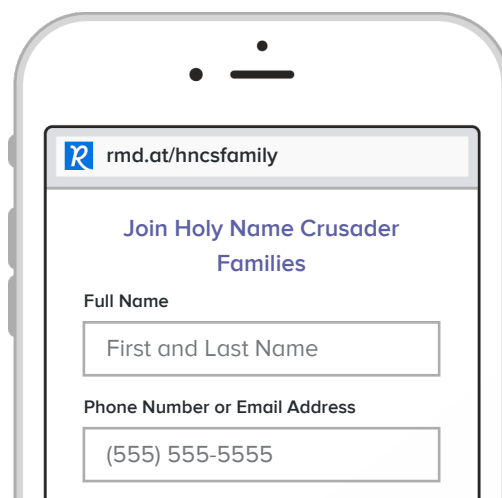 rmd.at/hncsfamily
Join Holy Name Crusader
Families
Full Name
First and Last Name
Phone Number or Email Address
(555) 555-5555